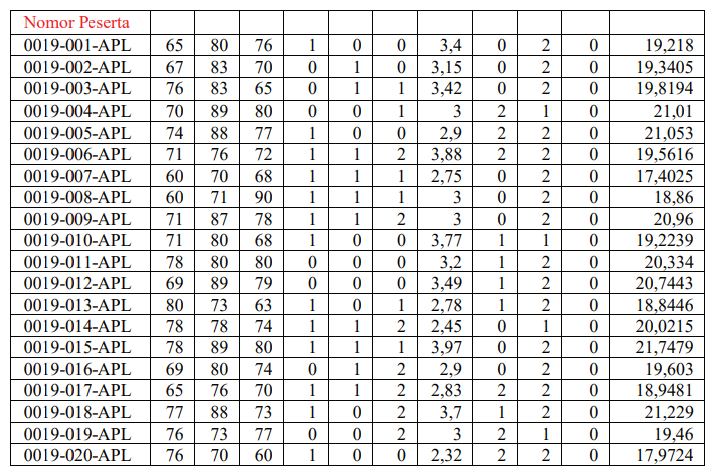 Nomor Peserta
0019-001-APL 65 80 76 1 0 0 3,4 0 2 0 19,218
0019-002-APL 67 83 70 0 1 0 3,15 0 2 0 19,3405
0019-003-APL 76 83 65 0 1 1 3,42 0 2 0 19,8194
0019-004-APL 70 89 80 0 0 1 3 2 1 0 21,01
0019-005-APL 74 88 77 1 0 0 2,9 2 2 0 21,053
0019-006-APL 71 76 72 1 1 2 3,88 2 2 0 19,5616
0019-007-APL 60 70 68 1 1 1 2,75 0 2 0 17,4025
0019-008-APL 60 71 90 1 1 1 3 0 2 0 18,86
0019-009-APL 71 87 78 1 1 2 3 0 2 0 20,96
0019-010-APL 71 80 68 1 0 0 3,77 1 1 0 19,2239
0019-011-APL 78 80 80 0 0 0 3,2 1 2 0 20,334
0019-012-APL 69 89 79 0 0 0 3,49 1 2 0 20,7443
0019-013-APL 80 73 63 1 0 1 2,78 1 2 0 18,8446
0019-014-APL 78 78 74 1 1 2 2,45 0 1 0 20,0215
0019-015-APL 78 89 80 1 1 1 3,97 0 2 0 21,7479
0019-016-APL 69 80 74 0 1 2 2,9 0 2 0 19,603
0019-017-APL 65 76 70 1 1 2 2,83 2 2 0 18,9481
0019-018-APL 77 88 73 1 0 2 3,7 1 2 0 21,229
0019-019-APL 76 73 77 0 0 2 3 2 1 0 19,46
0019-020-APL 76 70 60 1 0 0 2,32 2 2 0 17,9724